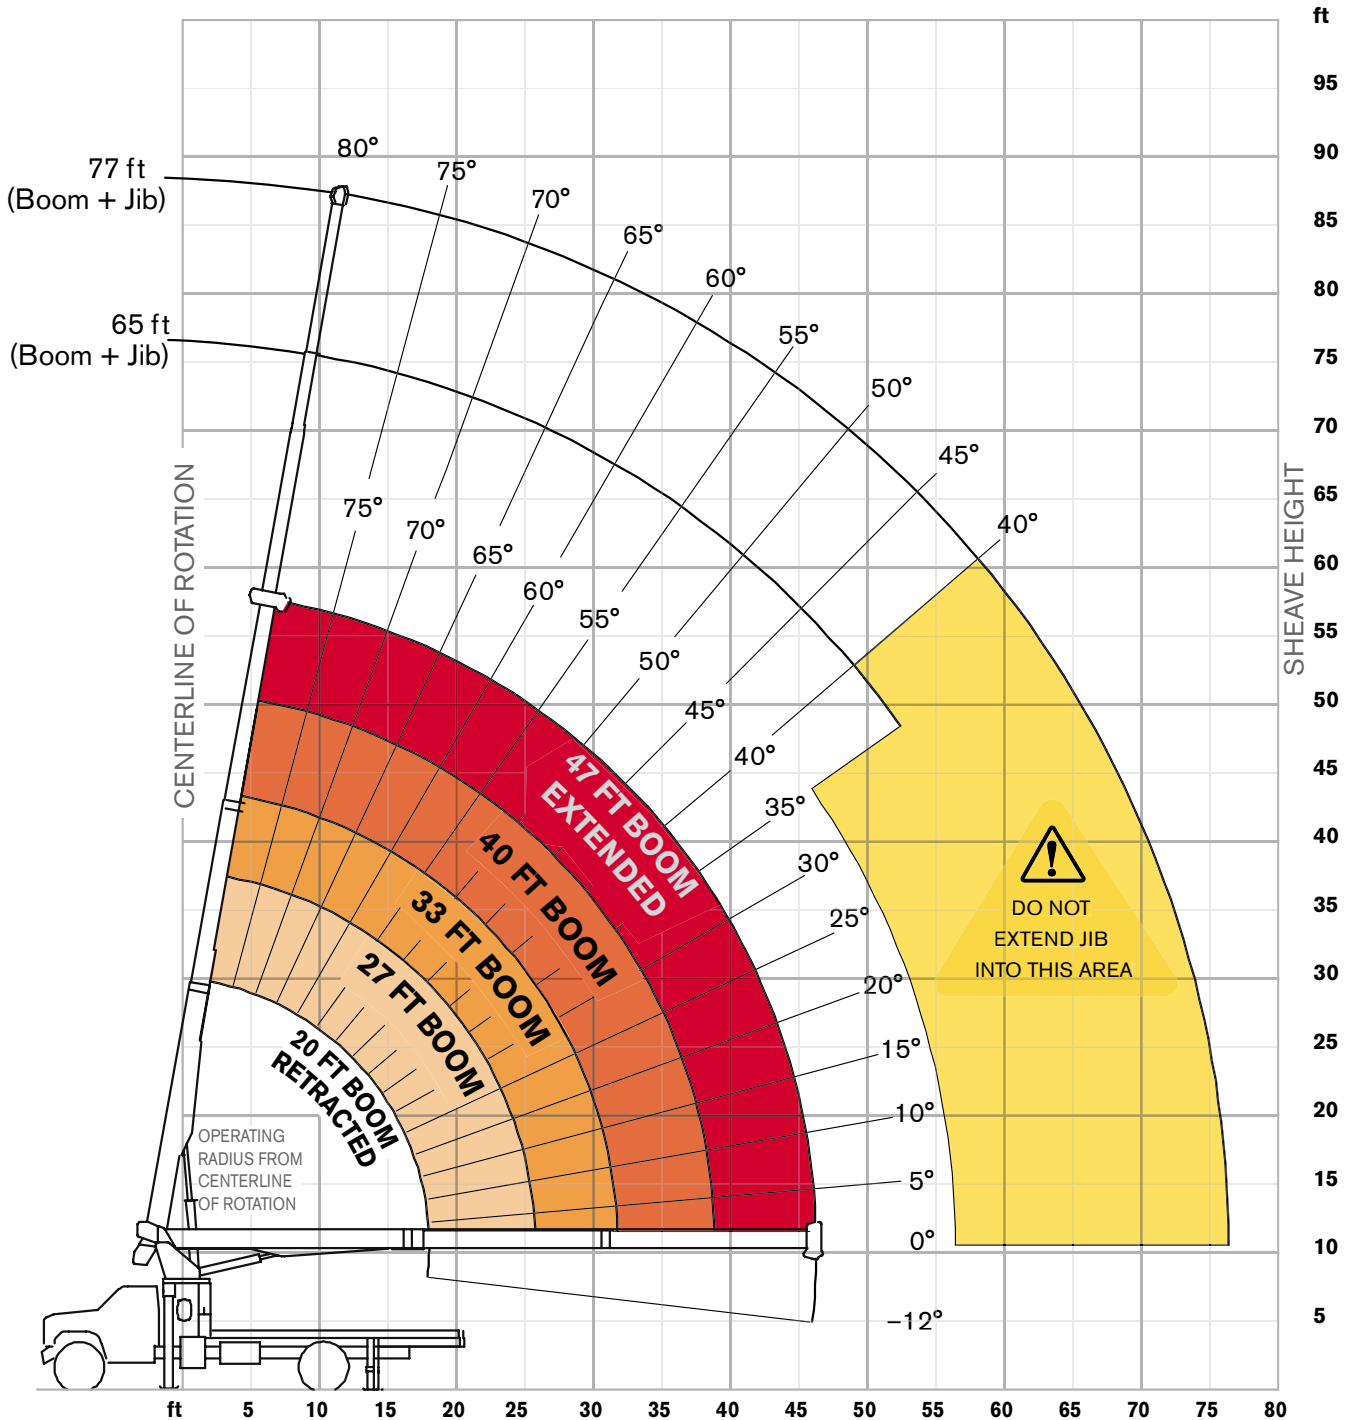 ft
95
90
85
80
75
70
65
60
55
50
45
40
35
30
25
20
15
10
5
SHEAVE HEIGHT
77 ft
(Boom + Jib)
65 ft
(Boom + Jib)
CENTERLINE OF ROTATION
80°
75°
70°
65°
60°
55°
50°
45°
40°
75°
70°
65°
60°
55°
50°
45°
40°
35°
30°
25°
20°
15°
10°
5°
0°
-12°
47 FT BOOM
EXTENDED
40 FT BOOM
33 FT BOOM
27 FT BOOM
20 FT BOOM
RETRACTED
OPERATING
RADIUS FROM
CENTERLINE
OF ROTATION
DO NOT
EXTEND JIB
INTO THIS AREA
ft 5 10 15 20 25 30 35 40 45 50 55 60 65 70 75 80